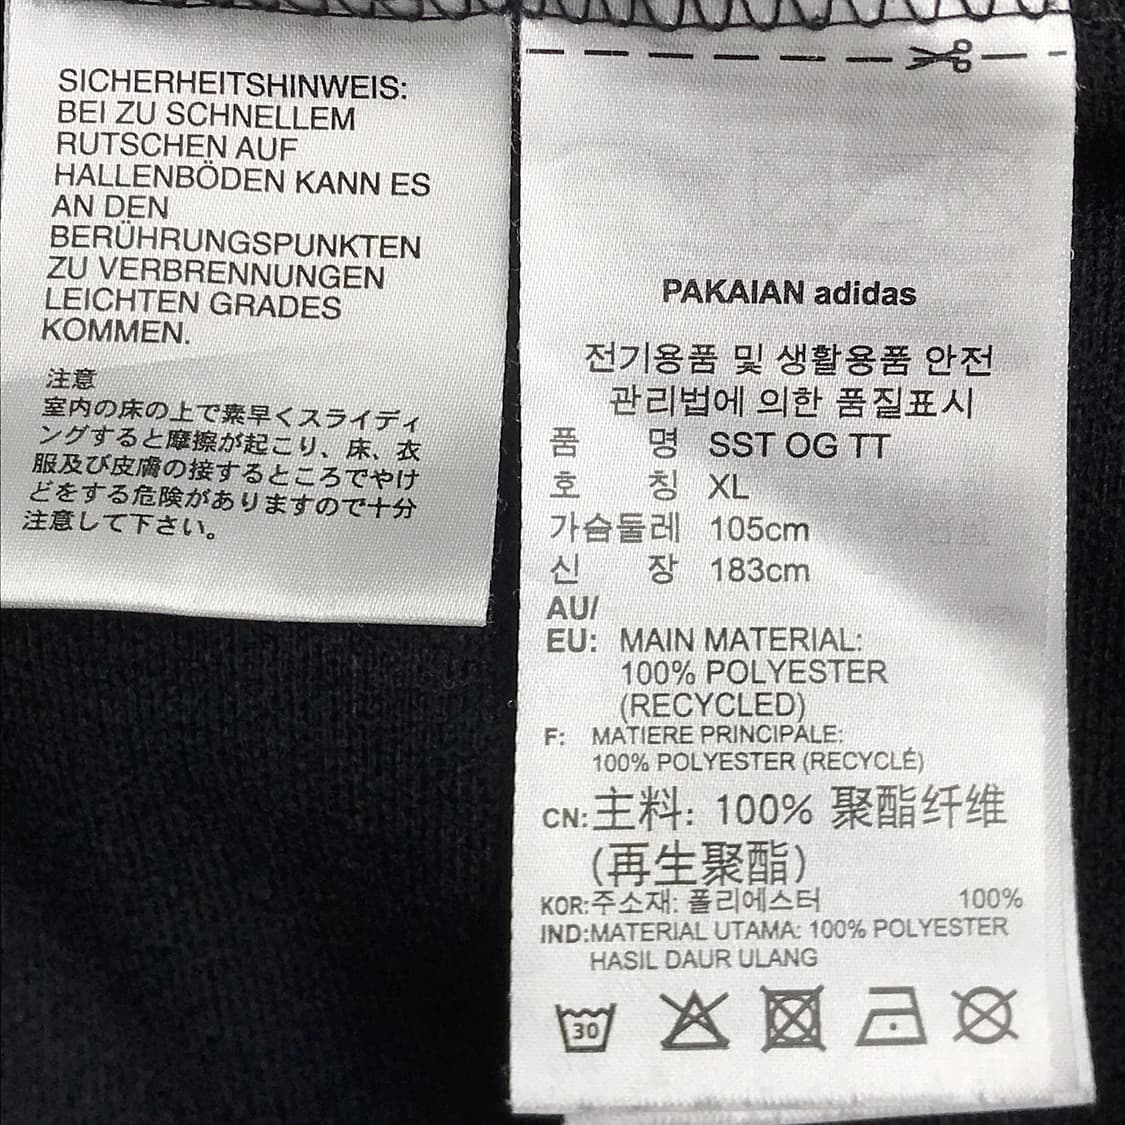 SICHERHEITSHINWEIS:
BEI ZU SCHNELLEM
RUTSCHEN AUF
HALLENBÖDEN KANN ES
AN DEN
BERÜHRUNGSPUNKTEN
ZU VERBRENNUNGEN
LEICHTEN GRADES
KOMMEN.
注意
室内の床の上で素早くスライディ
ングすると摩擦が起こり、床、衣
服及び皮膚の接するところでやけ
どをする危険がありますので十分
注意して下さい。
PAKAIAN adidas
전기용품 및 생활용품 안전
관리법에 의한 품질표시
품 명 SST OG TT
호 칭 XL
가슴둘레 105cm
신 장 183cm
AU/
EU: MAIN MATERIAL:
100% POLYESTER
(RECYCLED)
F: MATIERE PRINCIPALE:
100% POLYESTER (RECYCLÉ)
CN:主料: 100% 聚酯纤维
(再生聚酯)
KOR:주소재: 폴리에스터 100%
IND:MATERIAL UTAMA: 100% POLYESTER
HASIL DAUR ULANG
30